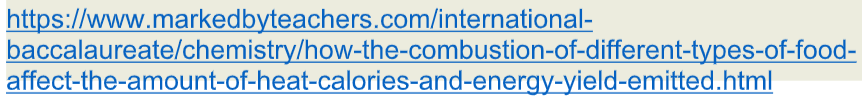 https://www.markedbyteachers.com/international-
baccalaureate/chemistry/how-the-combustion-of-different-types-of-food-
affect-the-amount-of-heat-calories-and-energy-yield-emitted.html